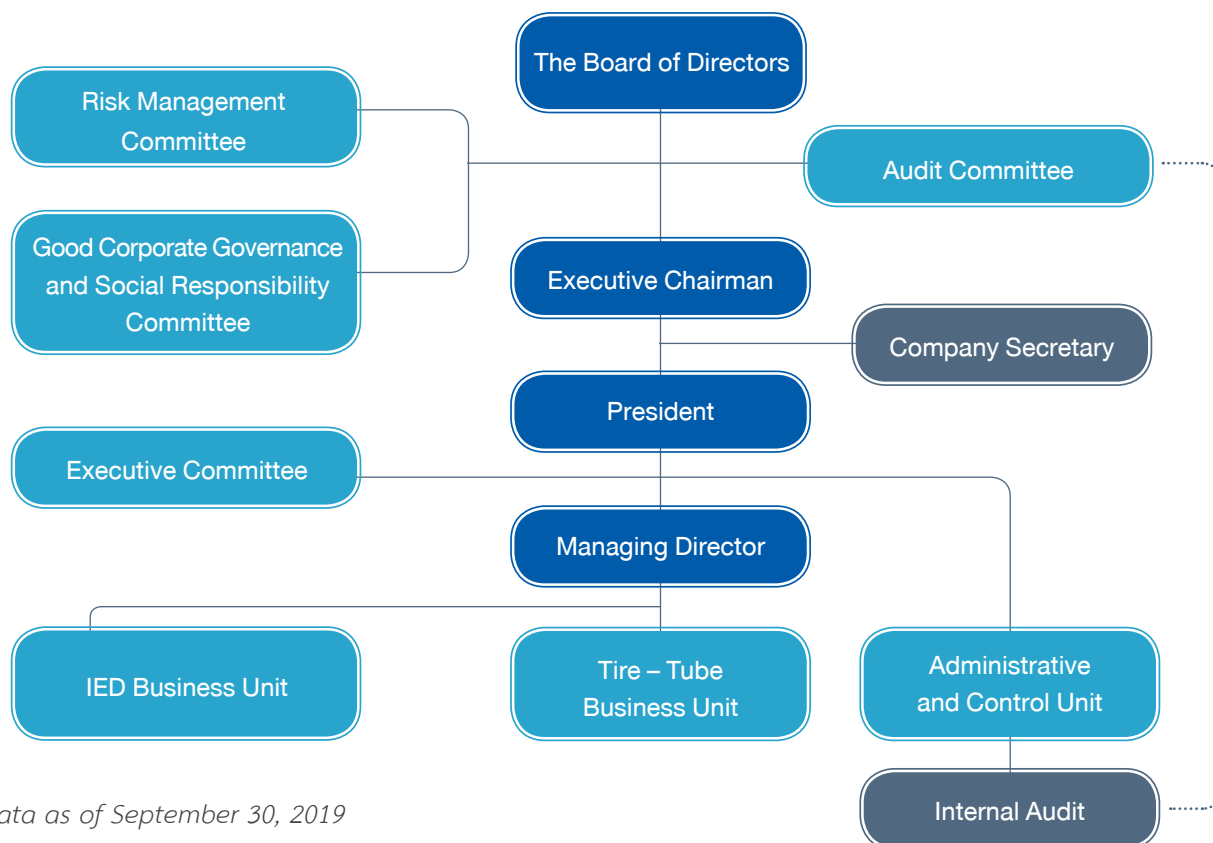 The Board of Directors
Risk Management
Committee
Audit Committee
Good Corporate Governance
and Social Responsibility
Committee
Executive Chairman
Company Secretary
President
Executive Committee
Managing Director
IED Business Unit
Tire – Tube
Business Unit
Administrative
and Control Unit
Internal Audit
ata as of September 30, 2019